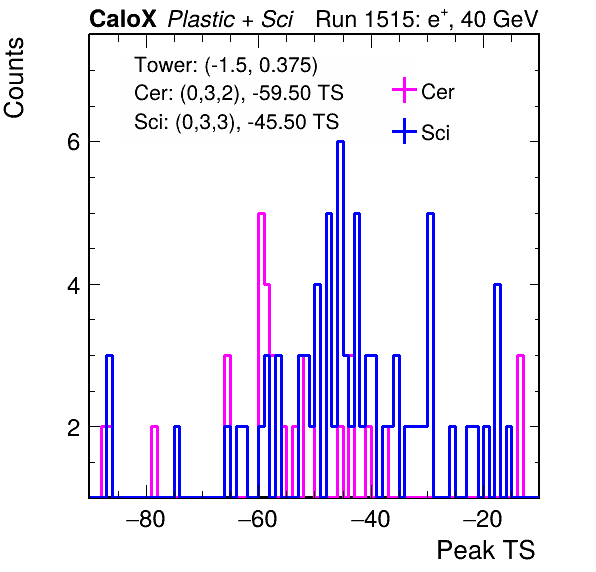 CaloX Plastic + Sci Run 1515: e⁺, 40 GeV
Counts
Tower: (-1.5, 0.375)
Cer: (0,3,2), -59.50 TS
Sci: (0,3,3), -45.50 TS
Cer
Sci
6
4
2
−80 −60 −40 −20
Peak TS